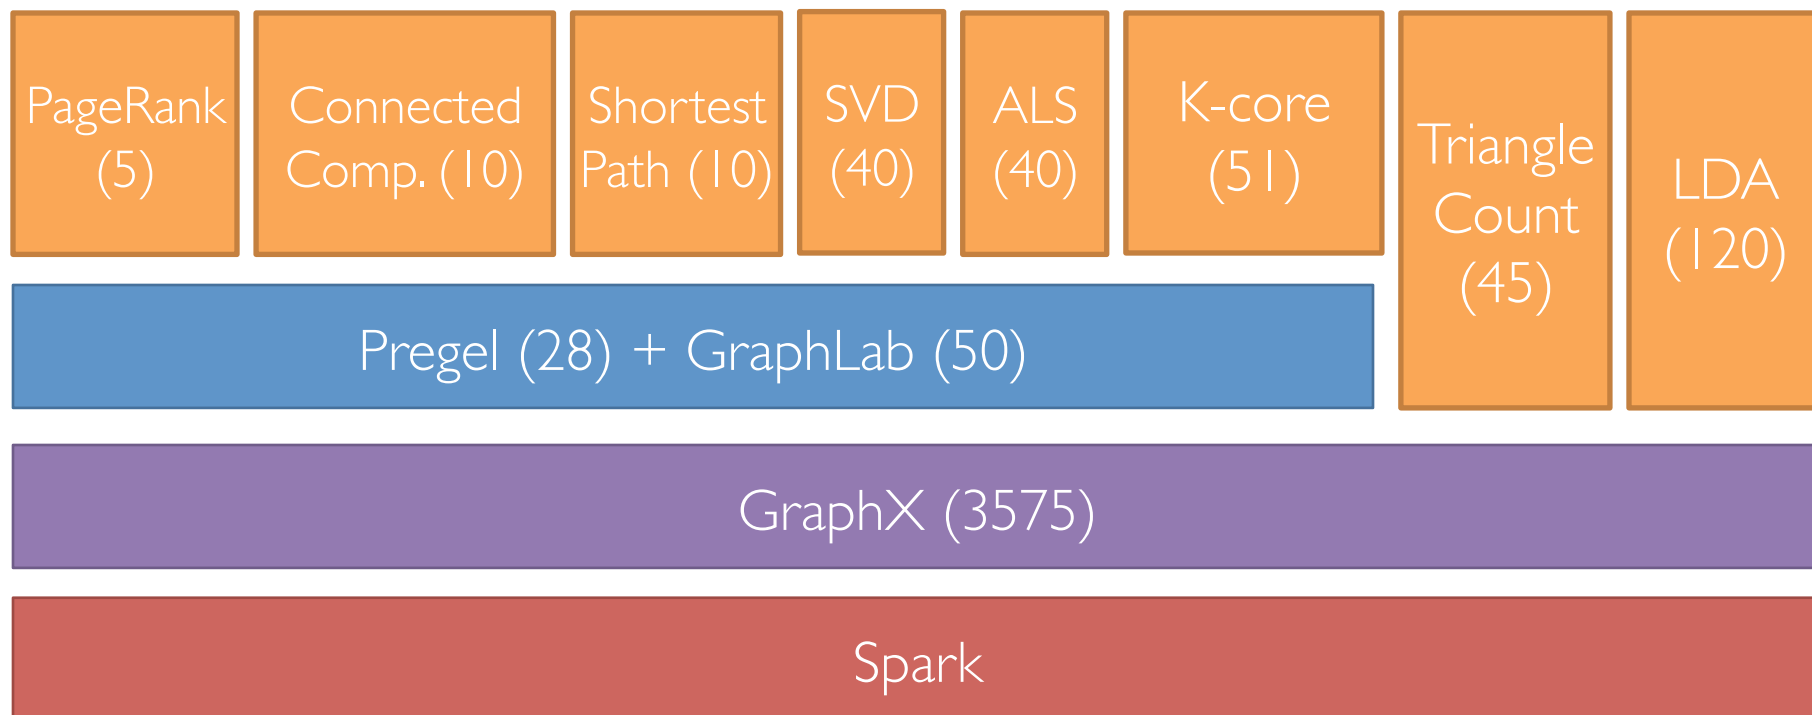 PageRank
(5)
Connected
Comp. (10)
Shortest
Path (10)
SVD
(40)
ALS
(40)
K-core
(51)
Triangle
Count
(45)
LDA
(120)
Pregel (28) + GraphLab (50)
GraphX (3575)
Spark